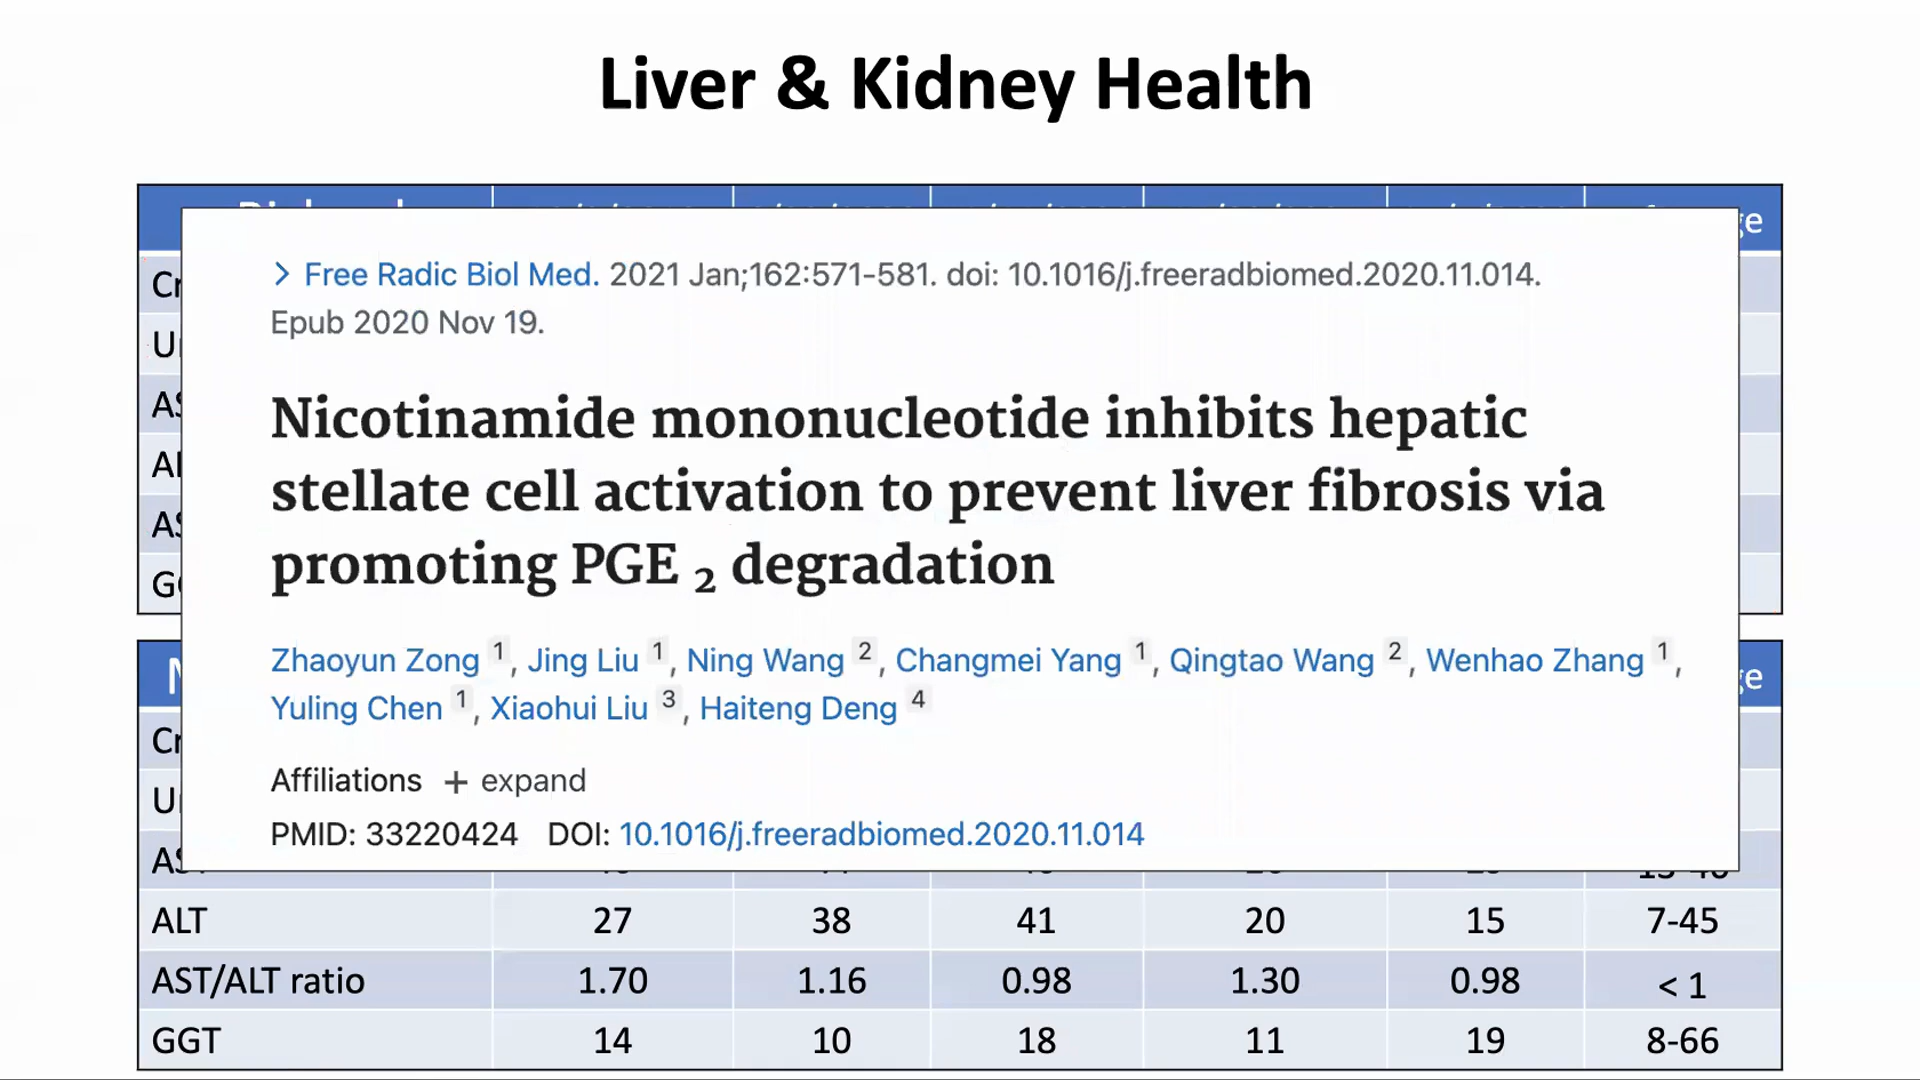 Liver & Kidney Health
> Free Radic Biol Med. 2021 Jan;162:571-581. doi: 10.1016/j.freeradbiomed.2020.11.014.
Epub 2020 Nov 19.
Nicotinamide mononucleotide inhibits hepatic
stellate cell activation to prevent liver fibrosis via
promoting PGE 2 degradation
Zhaoyun Zong 1, Jing Liu 1, Ning Wang 2, Changmei Yang 1, Qingtao Wang 2, Wenhao Zhang 1,
Yuling Chen 1, Xiaohui Liu 3, Haiteng Deng 4
Affiliations + expand
PMID: 33220424 DOI: 10.1016/j.freeradbiomed.2020.11.014
ALT 27 38 41 20 15 7-45
AST/ALT ratio 1.70 1.16 0.98 1.30 0.98 < 1
GGT 14 10 18 11 19 8-66